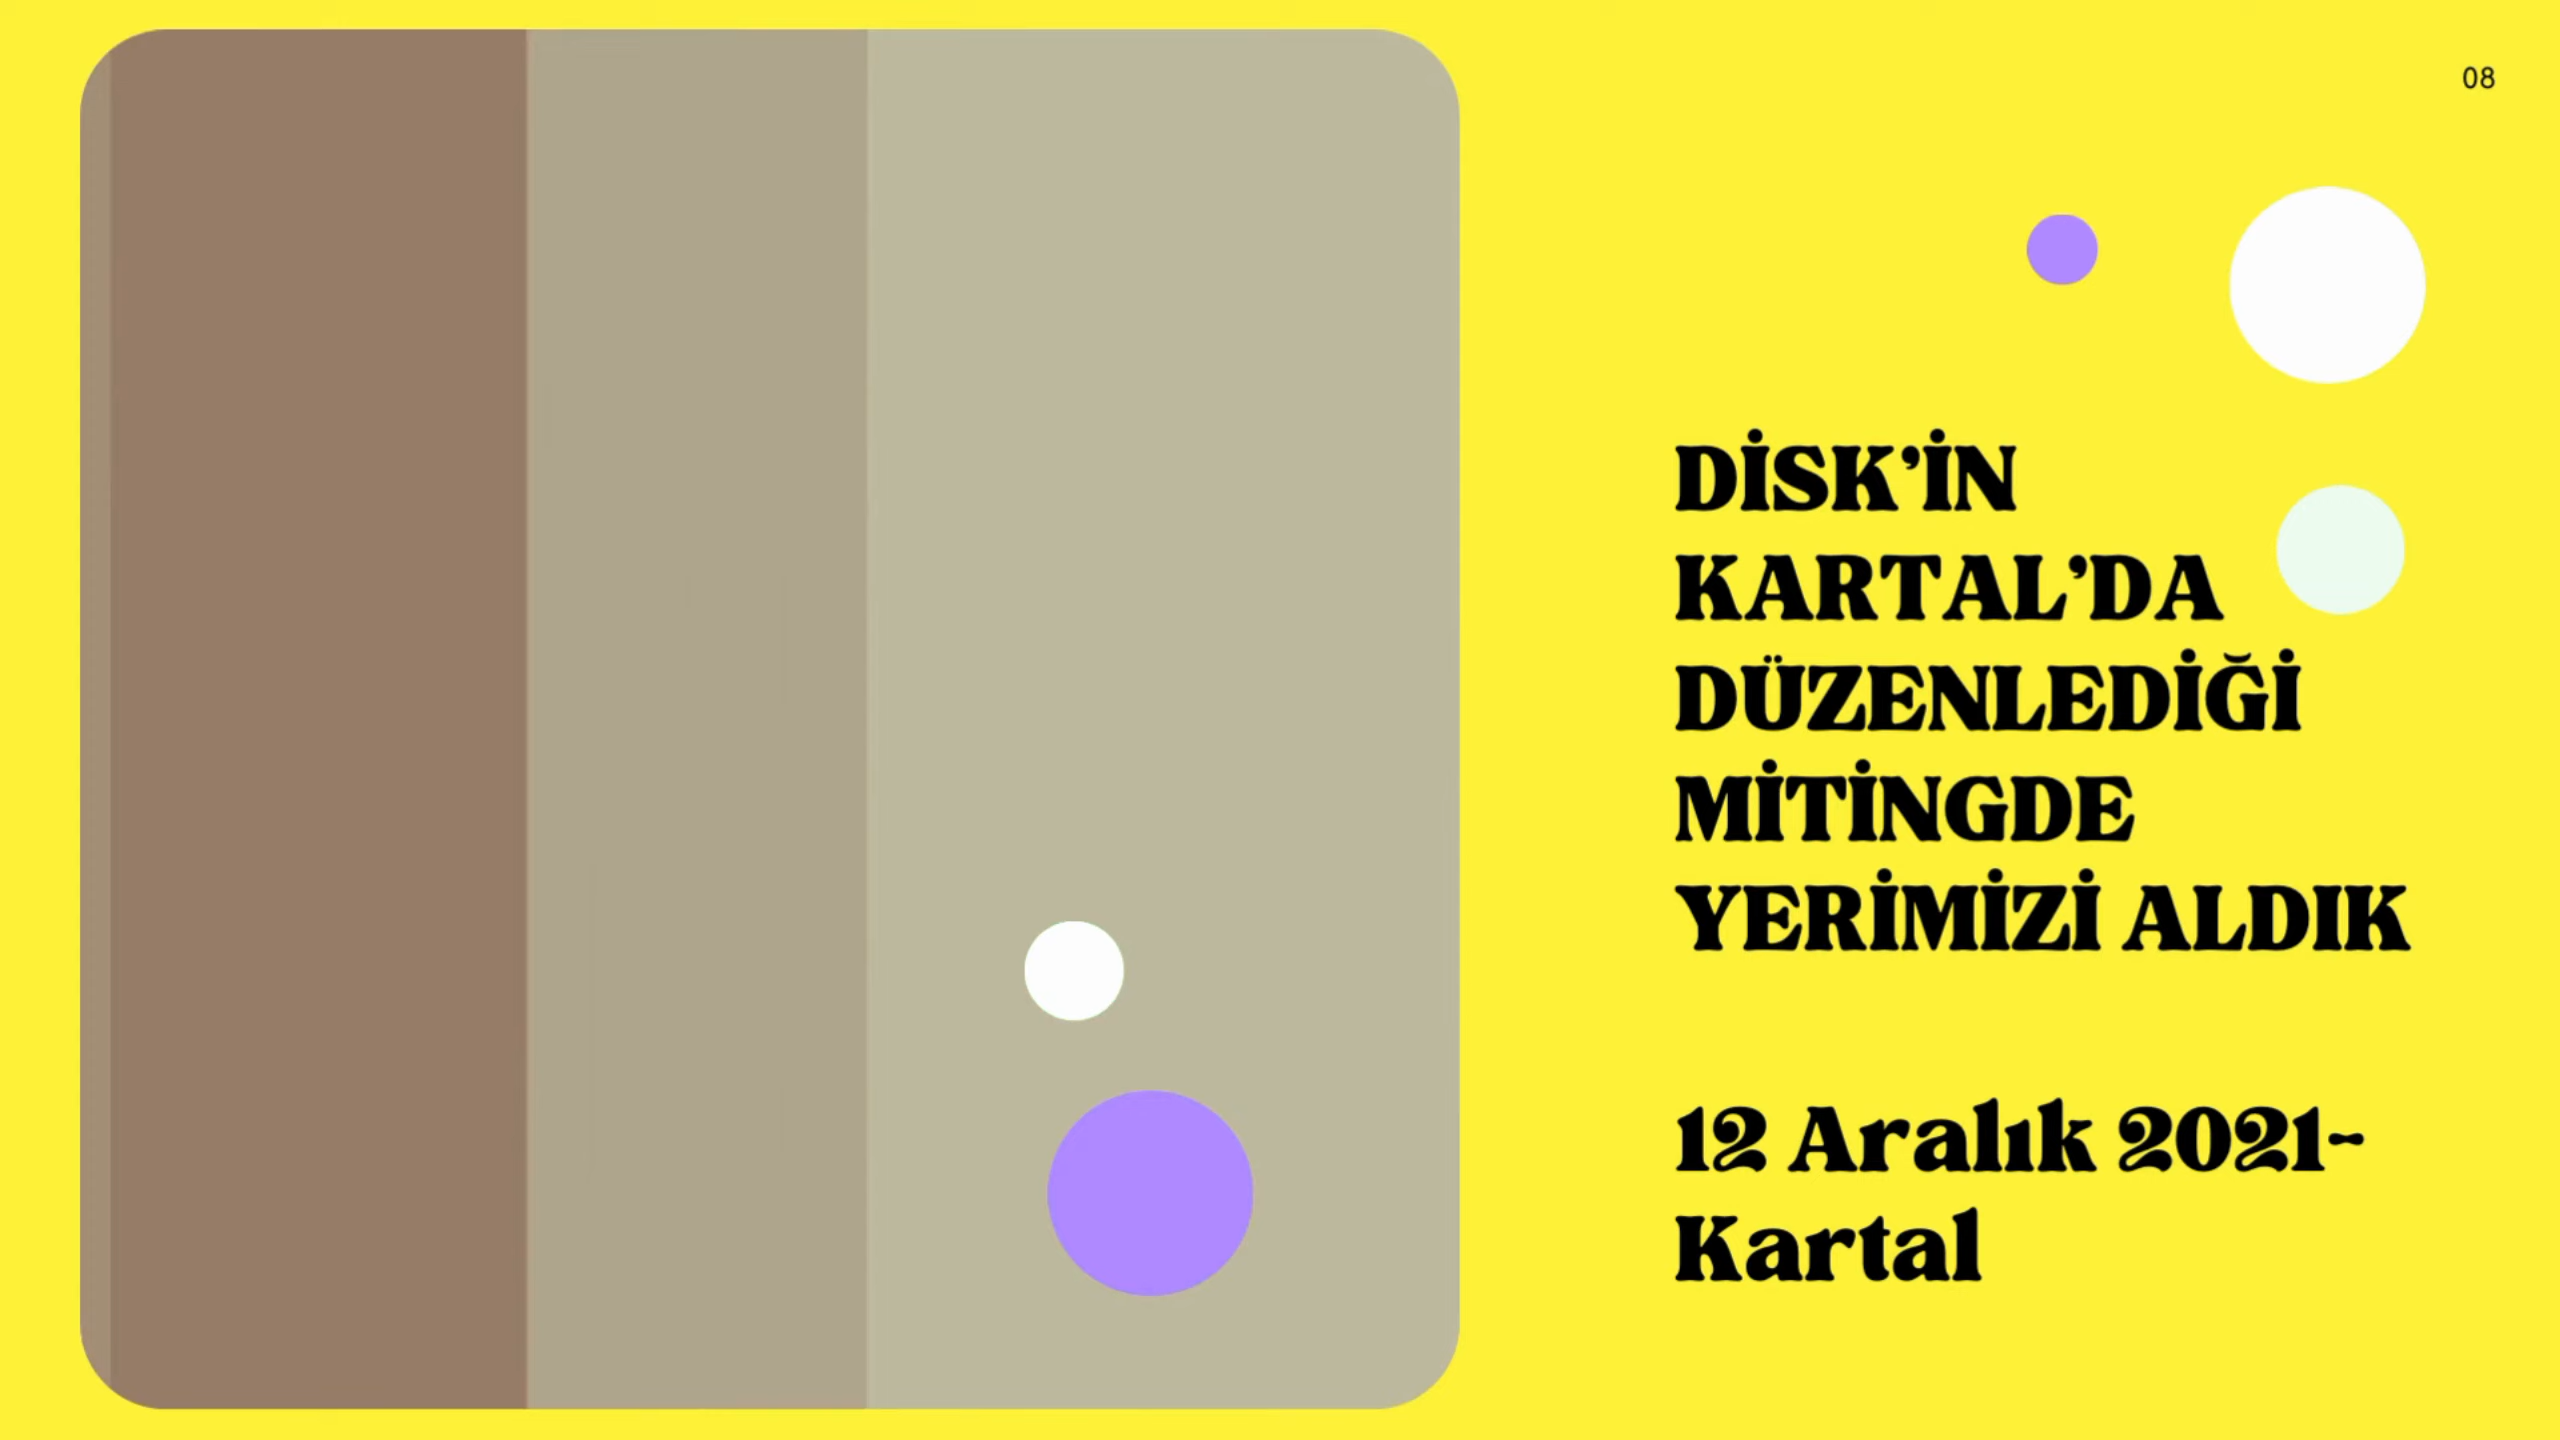 08
DİSK’İN
KARTAL’DA
DÜZENLEDİĞİ
MİTİNGDE
YERİMİZİ ALDIK
12 Aralık 2021-
Kartal